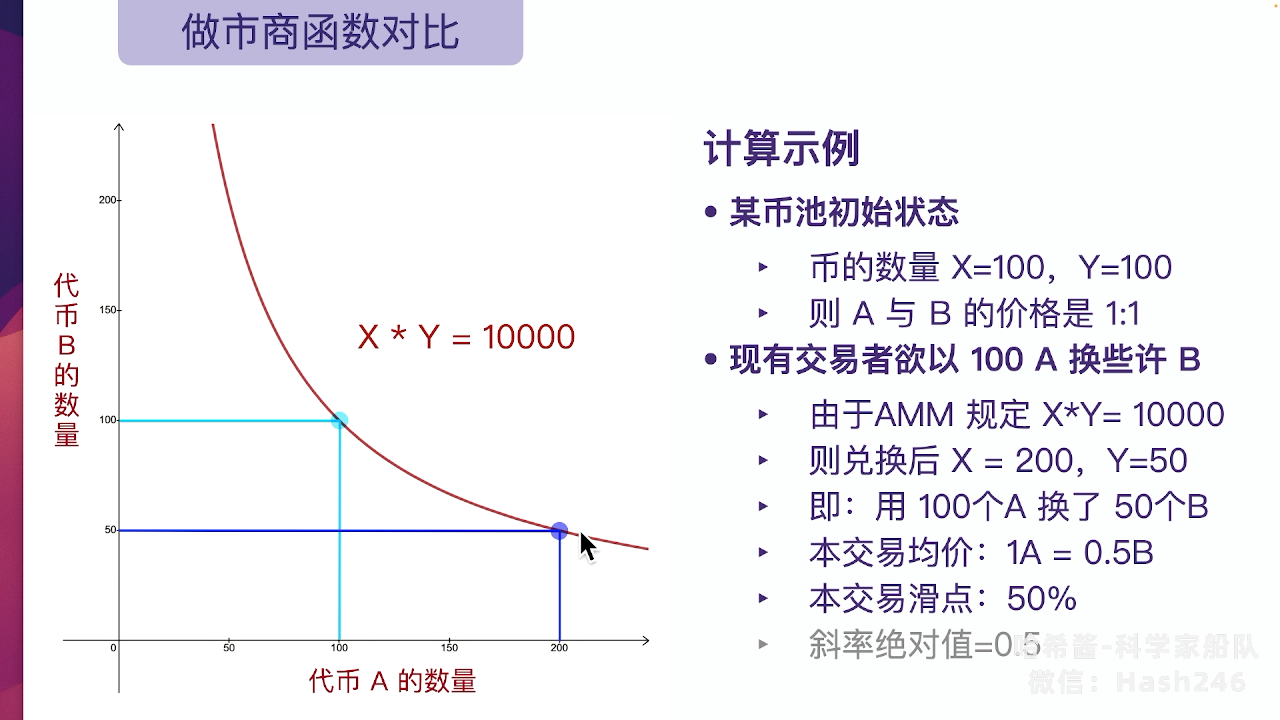 做市商函数对比
200
150
100
50
0
50
100
150
200
代币B的数量
X * Y = 10000
代币 A 的数量
计算示例
• 某币池初始状态
‣ 币的数量 X=100，Y=100
‣ 则 A 与 B 的价格是 1:1
• 现有交易者欲以 100 A 换些许 B
‣ 由于AMM 规定 X*Y= 10000
‣ 则兑换后 X = 200，Y=50
‣ 即：用 100个A 换了 50个B
‣ 本交易均价：1A = 0.5B
‣ 本交易滑点：50%
‣ 斜率绝对值=0.5
哈希酱-科学家船队
微信：Hash246